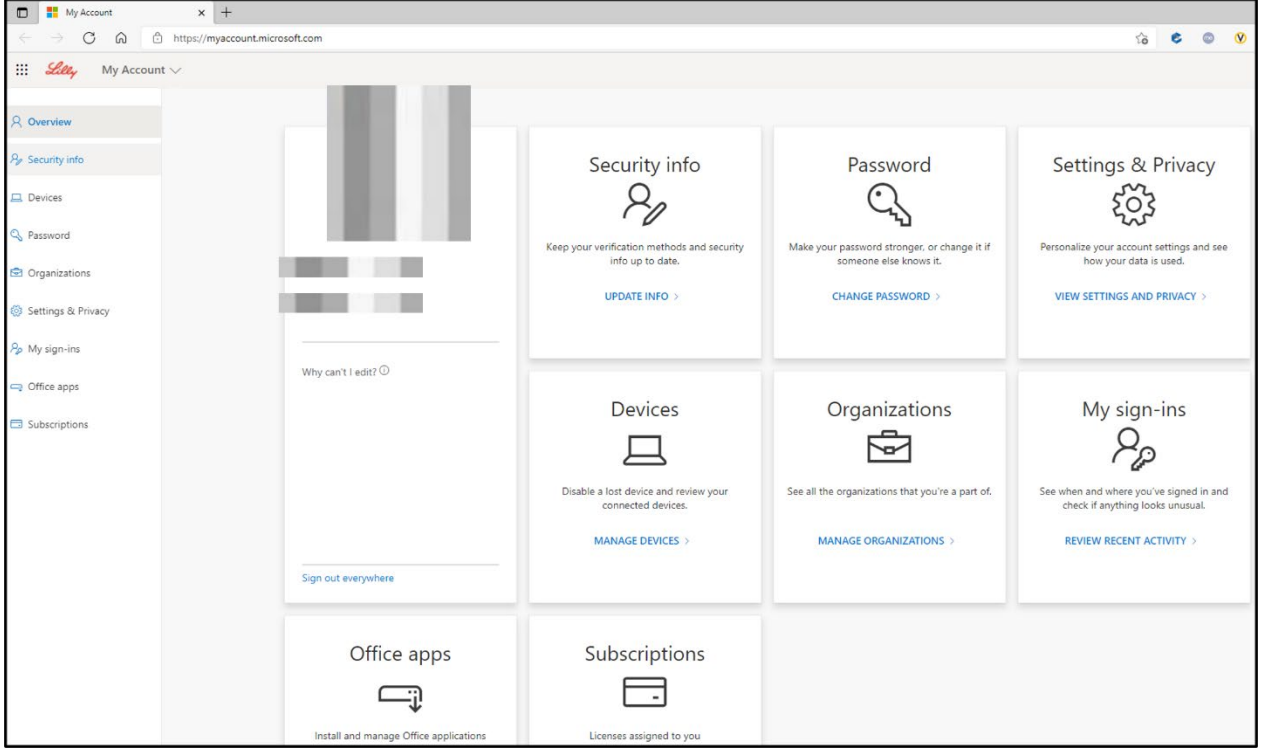 My Account
https://myaccount.microsoft.com
Lilly
My Account
Overview
Security info
Devices
Password
Organizations
Settings & Privacy
My sign-ins
Office apps
Subscriptions
Why can't I edit?
Sign out everywhere
Security info
Keep your verification methods and security
info up to date.
UPDATE INFO
Password
Make your password stronger, or change it if
someone else knows it.
CHANGE PASSWORD
Settings & Privacy
Personalize your account settings and see
how your data is used.
VIEW SETTINGS AND PRIVACY
Devices
Disable a lost device and review your
connected devices.
MANAGE DEVICES
Organizations
See all the organizations that you're a part of.
MANAGE ORGANIZATIONS
My sign-ins
See when and where you've signed in and
check if anything looks unusual.
REVIEW RECENT ACTIVITY
Office apps
Install and manage Office applications
Subscriptions
Licenses assigned to you